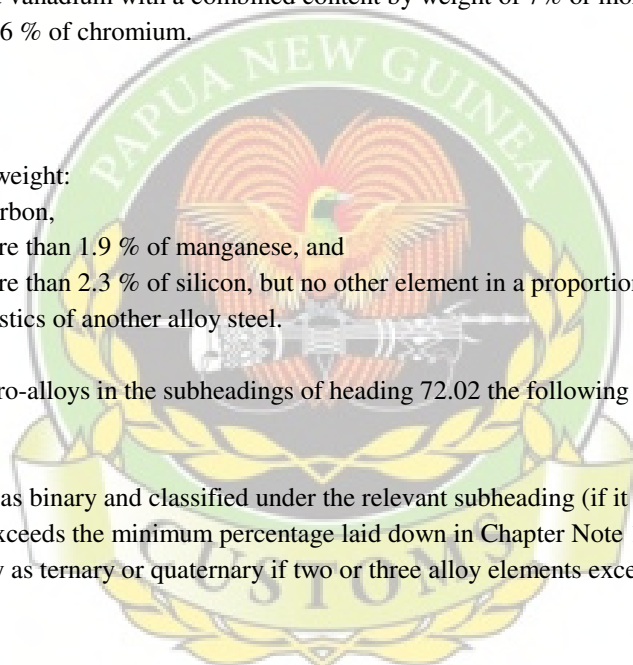 vanadium with a combined content by weight of 7% or mo
6 % of chromium.
PAPUA NEW GUINEA
weight:
rbon,
re than 1.9 % of manganese, and
re than 2.3 % of silicon, but no other element in a proportion
stics of another alloy steel.
ro-alloys in the subheadings of heading 72.02 the following
as binary and classified under the relevant subheading (if it
xceeds the minimum percentage laid down in Chapter Note
y as ternary or quaternary if two or three alloy elements exce
CUSTOMS